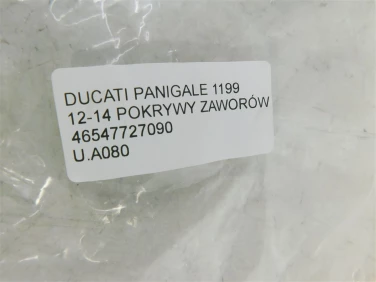 DUCATI PANIGALE 1199
12-14 POKRYWY ZAWORÓW
46547727090
U.A080